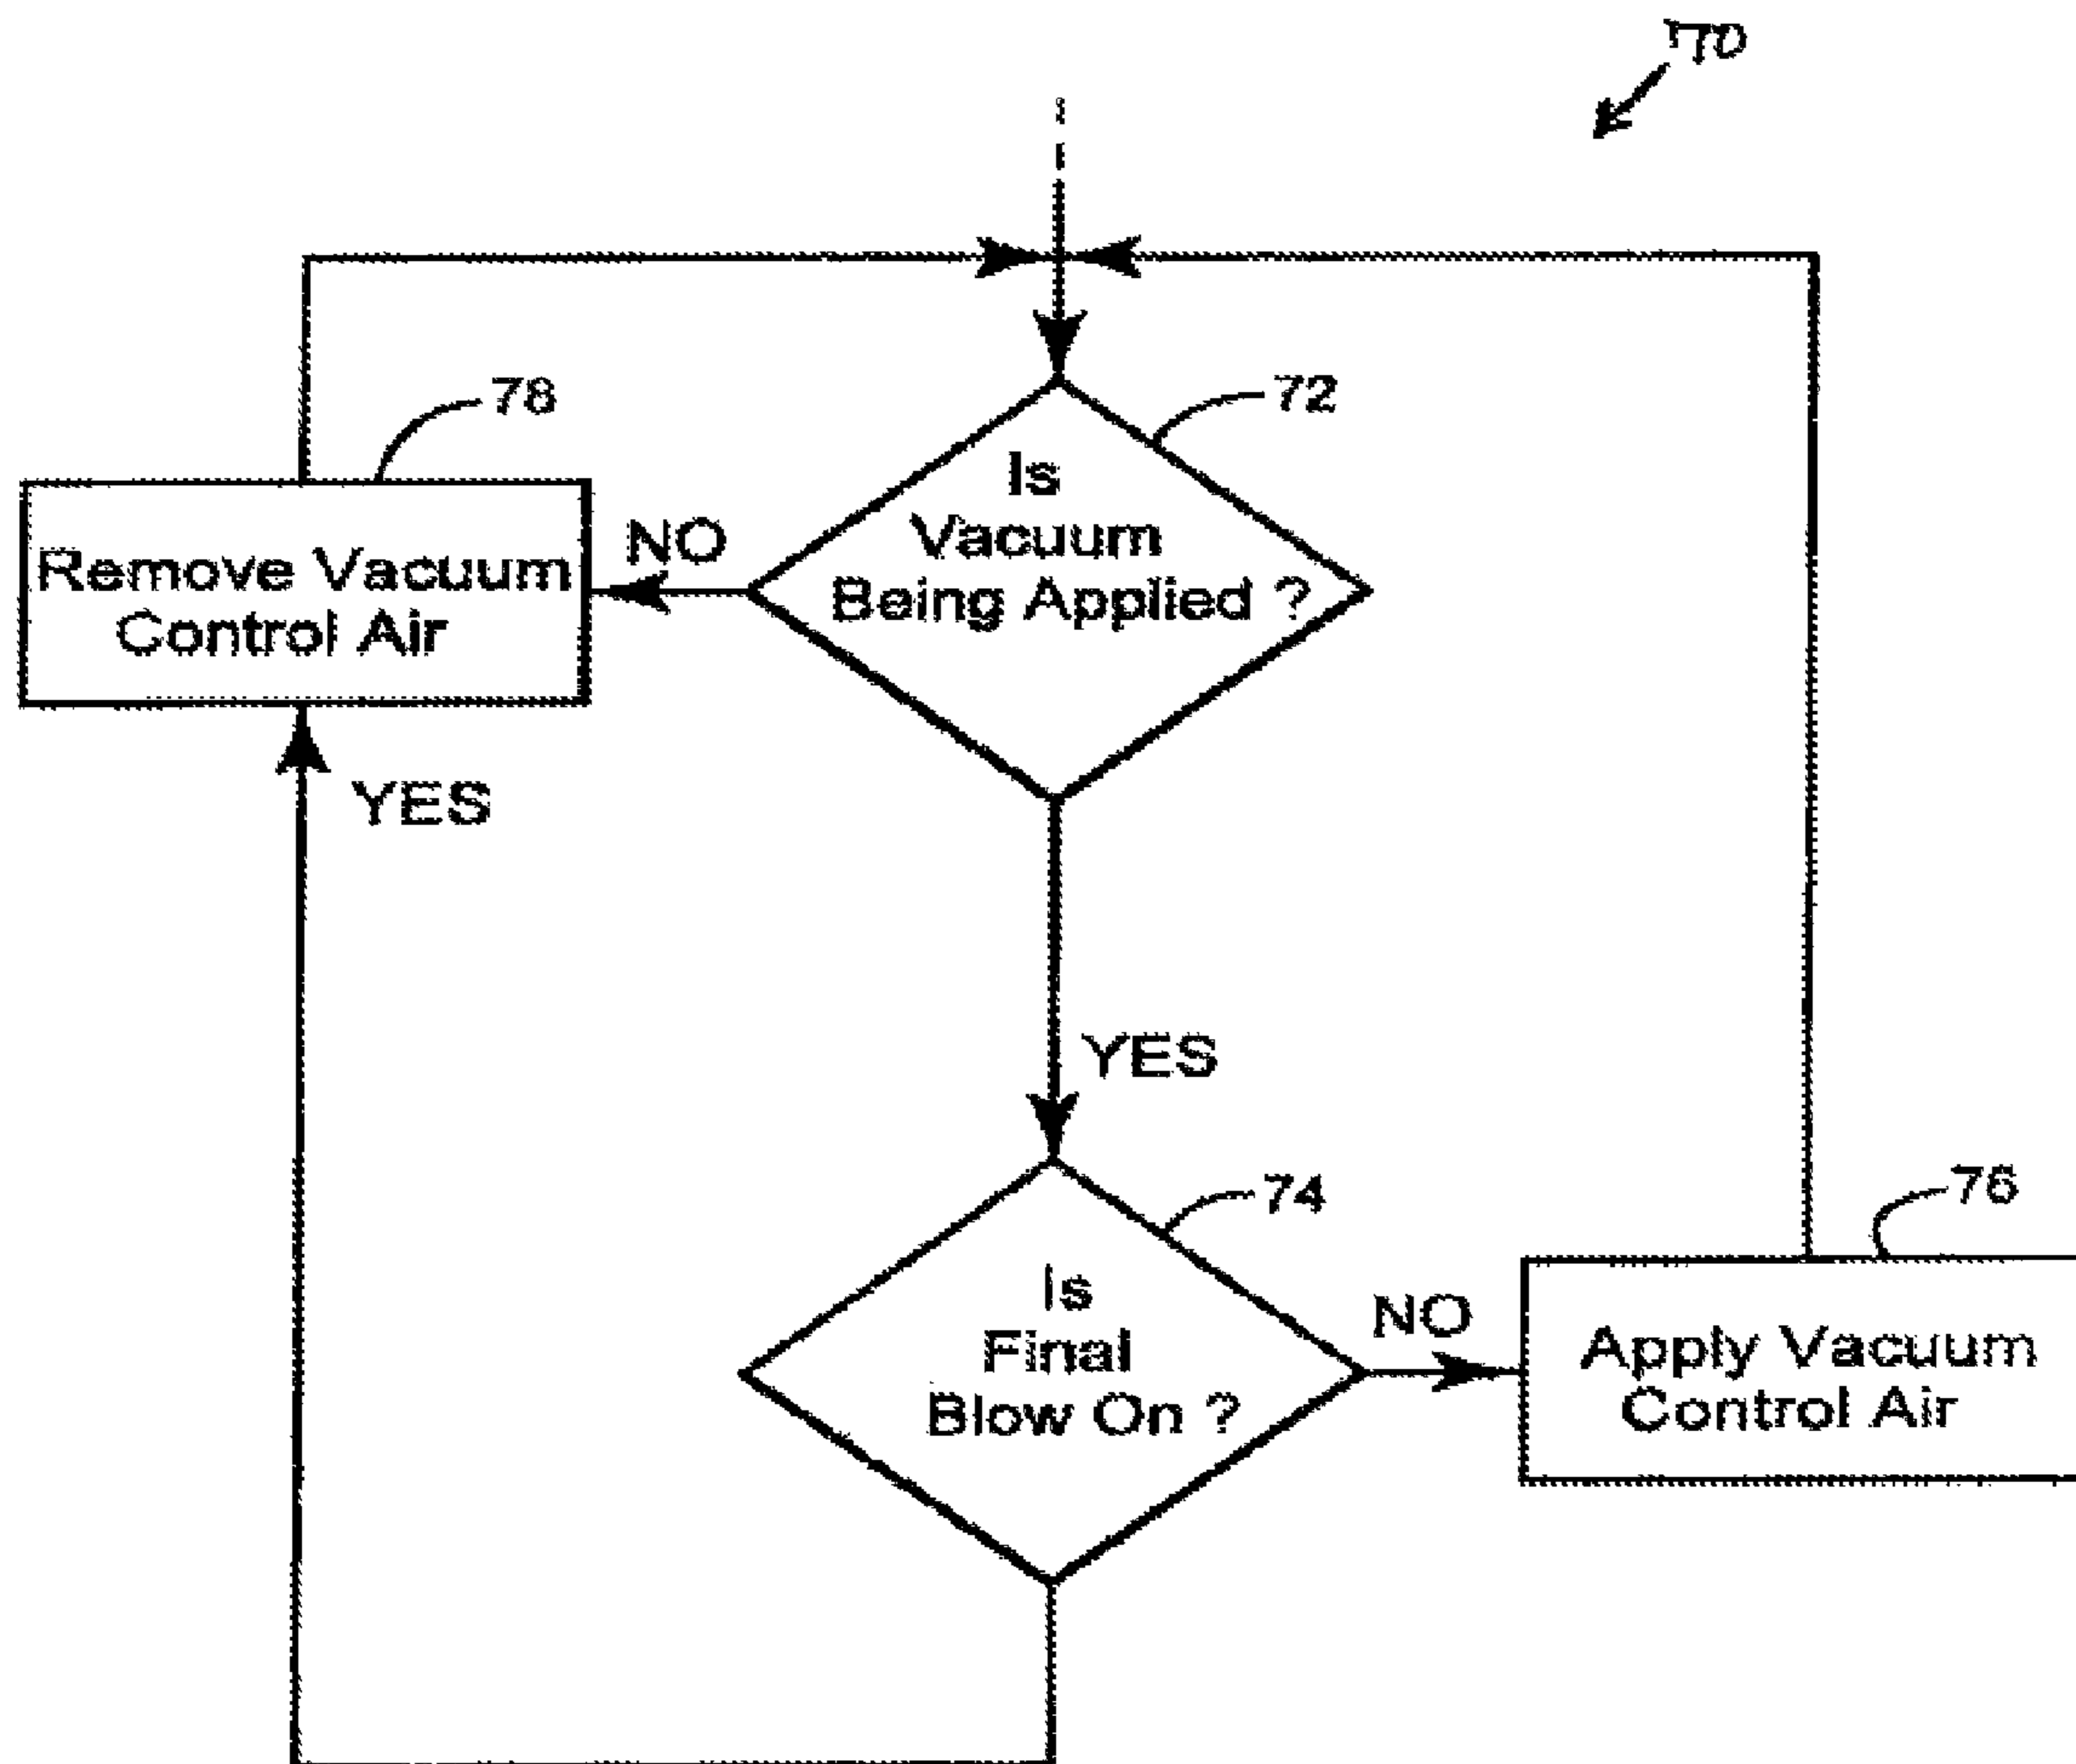 70
72
Is
Vacuum
Being Applied ?
78
Remove Vacuum
Control Air
NO
YES
YES
74
Is
Final
Blow On ?
NO
76
Apply Vacuum
Control Air